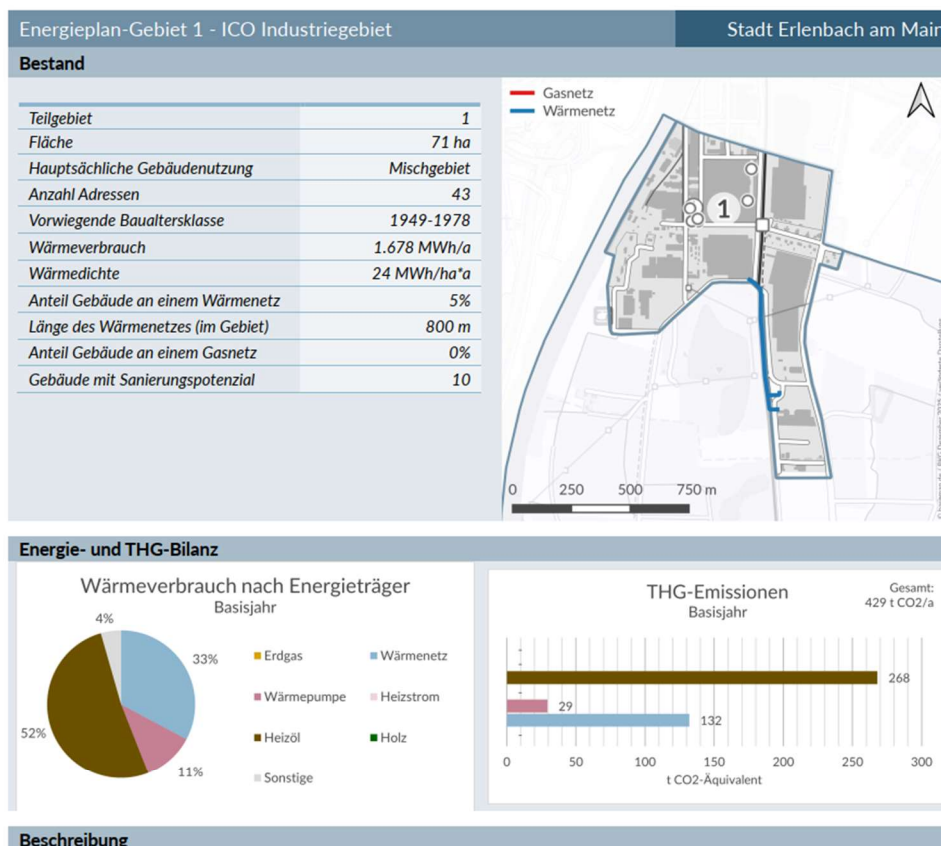 Energieplan-Gebiet 1 - ICO Industriegebiet
Stadt Erlenbach am Main
Bestand
Teilgebiet 1
Fläche 71 ha
Hauptsächliche Gebäudenutzung Mischgebiet
Anzahl Adressen 43
Vorwiegende Baualtersklasse 1949-1978
Wärmeverbrauch 1.678 MWh/a
Wärmedichte 24 MWh/ha*a
Anteil Gebäude an einem Wärmenetz 5%
Länge des Wärmenetzes (im Gebiet) 800 m
Anteil Gebäude an einem Gasnetz 0%
Gebäude mit Sanierungspotenzial 10
Gasnetz
Wärmenetz
1
0 250 500 750 m
Energie- und THG-Bilanz
Wärmeverbrauch nach Energieträger
Basisjahr
4%
33%
52%
11%
Erdgas Wärmenetz
Wärmepumpe Heizstrom
Heizöl Holz
Sonstige
THG-Emissionen
Basisjahr
Gesamt:
429 t CO2/a
268
29
132
0 50 100 150 200 250 300
t CO2-Äquivalent
Beschreibung